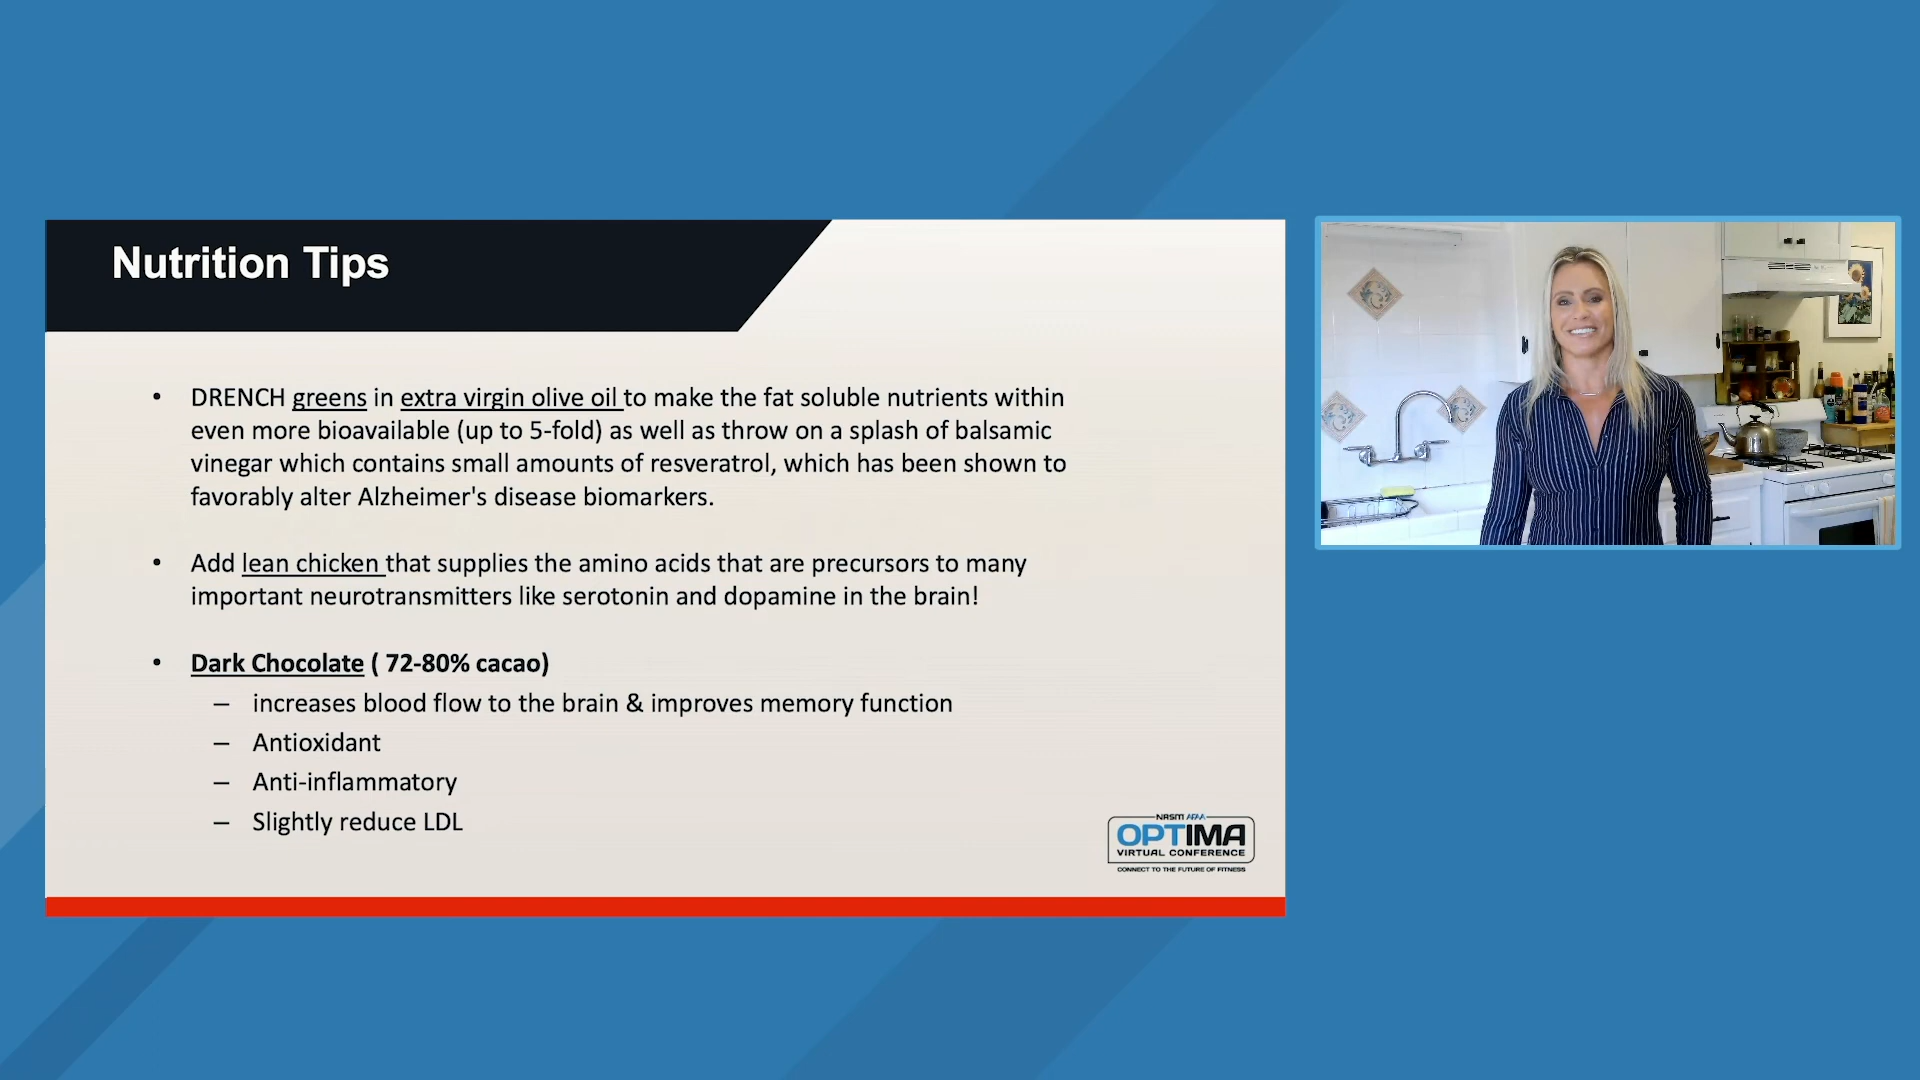 Nutrition Tips
• DRENCH greens in extra virgin olive oil to make the fat soluble nutrients within
even more bioavailable (up to 5-fold) as well as throw on a splash of balsamic
vinegar which contains small amounts of resveratrol, which has been shown to
favorably alter Alzheimer's disease biomarkers.
• Add lean chicken that supplies the amino acids that are precursors to many
important neurotransmitters like serotonin and dopamine in the brain!
• Dark Chocolate ( 72-80% cacao)
– increases blood flow to the brain & improves memory function
– Antioxidant
– Anti-inflammatory
– Slightly reduce LDL
NASM AFAA
OPTIMA
VIRTUAL CONFERENCE
CONNECT TO THE FUTURE OF FITNESS